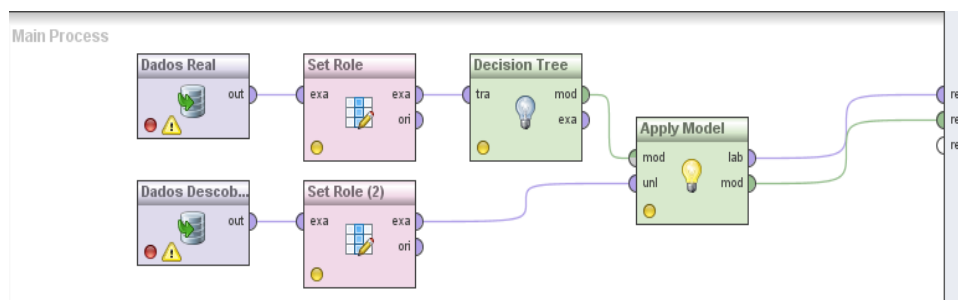 Main Process
Dados Real
out
Set Role
exa
exa
ori
Decision Tree
tra
mod
exa
Apply Model
mod
lab
unl
mod
re
re
re
Dados Descob...
out
Set Role (2)
exa
exa
ori